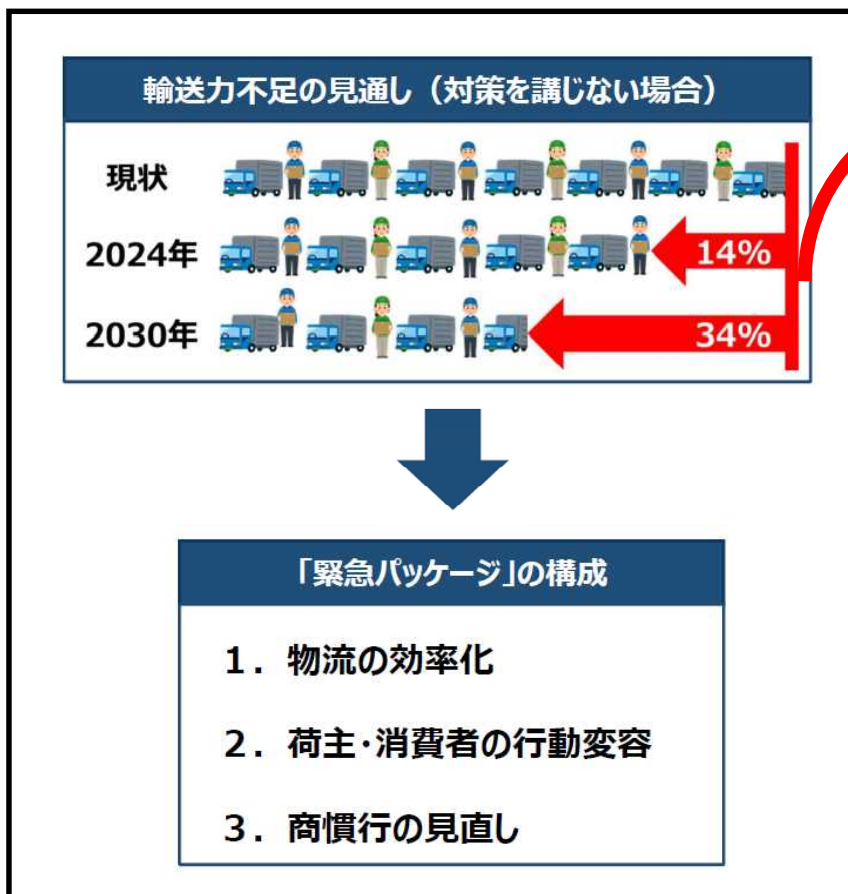 輸送力不足の見通し（対策を講じない場合）
現状
2024年
14%
2030年
34%
「緊急パッケージ」の構成
１．物流の効率化
２．荷主・消費者の行動変容
３．商慣行の見直し